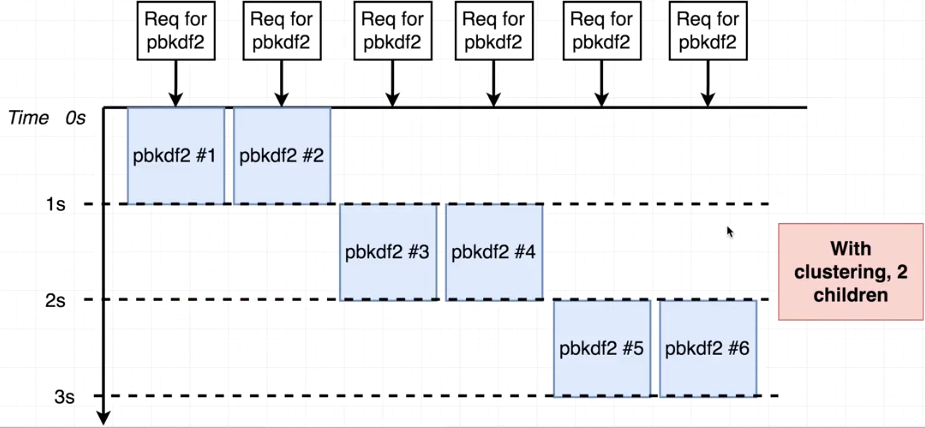 Req for pbkdf2
Req for pbkdf2
Req for pbkdf2
Req for pbkdf2
Req for pbkdf2
Req for pbkdf2
Time 0s
pbkdf2 #1
pbkdf2 #2
1s
pbkdf2 #3
pbkdf2 #4
With
clustering, 2
children
2s
pbkdf2 #5
pbkdf2 #6
3s